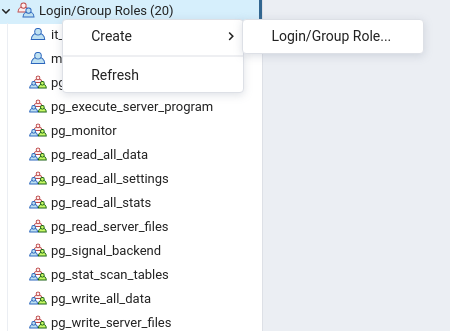 Login/Group Roles (20)
it_
Create
Login/Group Role...
m
Refresh
pg
pg_execute_server_program
pg_monitor
pg_read_all_data
pg_read_all_settings
pg_read_all_stats
pg_read_server_files
pg_signal_backend
pg_stat_scan_tables
pg_write_all_data
pg_write_server_files